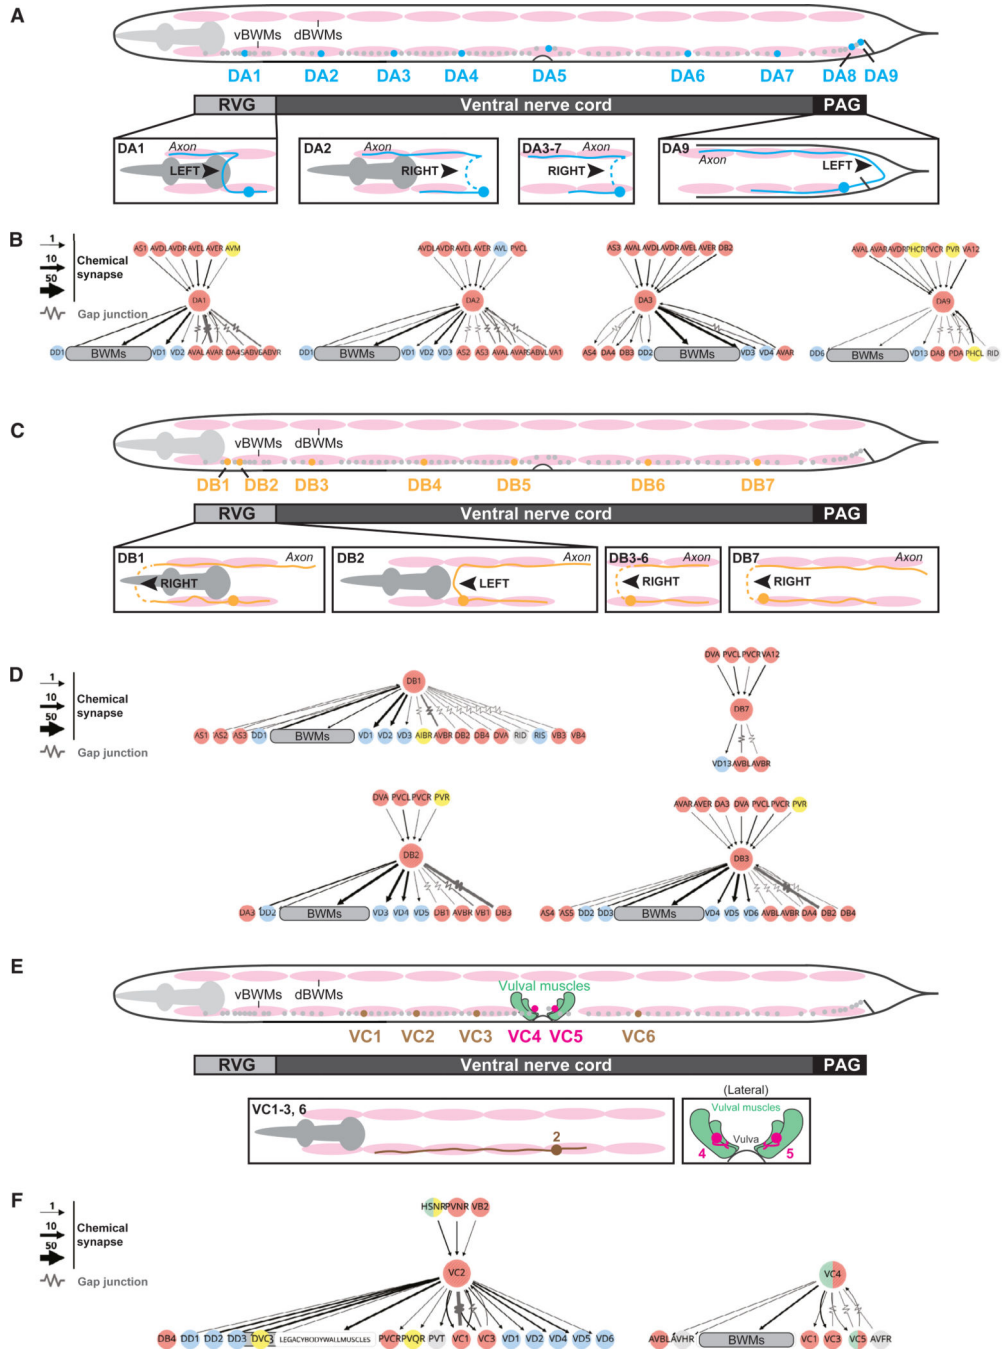 A
vBWMs dBWMs
DA1 DA2 DA3 DA4 DA5 DA6 DA7 DA8 DA9
RVG Ventral nerve cord PAG
DA1 Axon LEFT
DA2 Axon RIGHT
DA3-7 Axon RIGHT
DA9 Axon LEFT
B
1
10
50
Chemical
synapse
Gap junction
AS1 AVDL AVDR AVEL AVER AVM
DA1
DD1 BWMs VD1 VD2 AVAL AVAR DA4 SABVL SABVR
AVDL AVDR AVEL AVER AVL PVCL
DA2
DD1 BWMs VD1 VD2 VD3 AS2 AS3 AVAL AVAR SABVL VA1
AS3 AVAL AVDL AVDR AVEL AVER DB2
DA3
AS4 DA4 DB3 DD2 BWMs VD3 VD4 AVAR
AVAL AVAR AVDR PHCR PVCR PVR VA12
DA9
DD6 BWMs VD13 DA8 PDA PHCL RID
C
vBWMs dBWMs
DB1 DB2 DB3 DB4 DB5 DB6 DB7
RVG Ventral nerve cord PAG
DB1 Axon RIGHT
DB2 Axon LEFT
DB3-6 Axon RIGHT
DB7 Axon RIGHT
D
1
10
50
Chemical
synapse
Gap junction
DB1
AS1 AS2 AS3 DD1 BWMs VD1 VD2 VD3 AIBR AVBR DB2 DB4 DVA RID RIS VB3 VB4
DVA PVCL PVCR VA12
DB7
VD13 AVBL AVBR
DVA PVCL PVCR PVR
DB2
DA3 DD2 BWMs VD3 VD4 VD5 DB1 AVBR VB1 DB3
AVAR AVER DA3 DVA PVCL PVCR PVR
DB3
AS4 AS5 DD2 DD3 BWMs VD4 VD5 VD6 AVBL AVBR DA4 DB2 DB4
E
Vulval muscles
vBWMs dBWMs
VC1 VC2 VC3 VC4 VC5 VC6
RVG Ventral nerve cord PAG
VC1-3, 6
2
(Lateral)
Vulval muscles
Vulva
4 5
F
1
10
50
Chemical
synapse
Gap junction
HSNR PVNR VB2
VC2
DB4 DD1 DD2 DD3 DVC3 LEGACYBODYWALLMUSCLES PVCR PVQR PVT VC1 VC3 VD1 VD2 VD4 VD5 VD6
VC4
AVBL AVHR BWMs VC1 VC3 VC5 AVFR